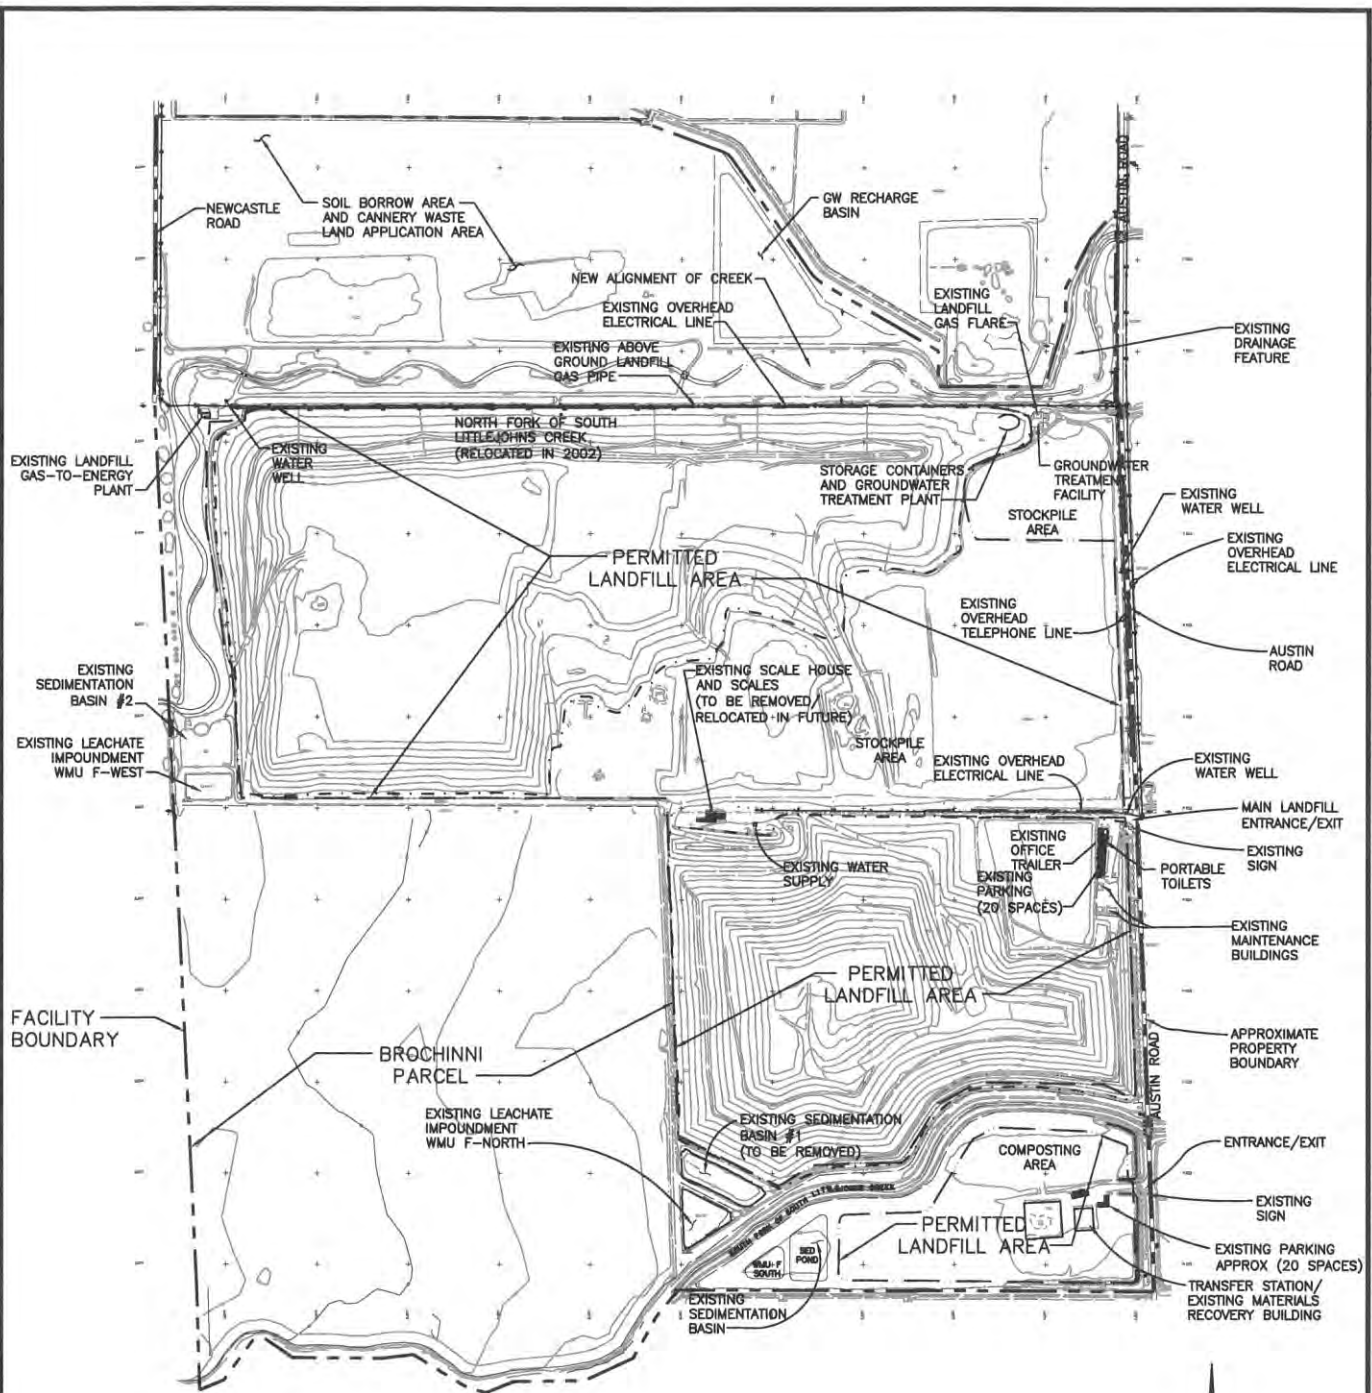 AUSTIN ROAD
NEWCASTLE
ROAD
SOIL BORROW AREA
AND CANNERY WASTE
LAND APPLICATION AREA
GW RECHARGE
BASIN
NEW ALIGNMENT OF CREEK
EXISTING OVERHEAD
ELECTRICAL LINE
EXISTING
LANDFILL
GAS FLARE
EXISTING
DRAINAGE
FEATURE
EXISTING ABOVE
GROUND LANDFILL
GAS PIPE
NORTH FORK OF SOUTH
LITTLEJOHNS CREEK
(RELOCATED IN 2002)
EXISTING
WATER
WELL
EXISTING LANDFILL
GAS-TO-ENERGY
PLANT
STORAGE CONTAINERS
AND GROUNDWATER
TREATMENT PLANT
GROUNDWATER
TREATMENT
FACILITY
STOCKPILE
AREA
EXISTING
WATER WELL
EXISTING
OVERHEAD
ELECTRICAL LINE
PERMITTED
LANDFILL AREA
EXISTING
OVERHEAD
TELEPHONE LINE
AUSTIN
ROAD
EXISTING
SEDIMENTATION
BASIN #2
EXISTING SCALE HOUSE
AND SCALES
(TO BE REMOVED/
RELOCATED IN FUTURE)
EXISTING LEACHATE
IMPOUNDMENT
WMU F-WEST
STOCKPILE
AREA
EXISTING OVERHEAD
ELECTRICAL LINE
EXISTING
WATER WELL
MAIN LANDFILL
ENTRANCE/EXIT
EXISTING
OFFICE
TRAILER
EXISTING
SIGN
EXISTING WATER
SUPPLY
EXISTING
PARKING
(20 SPACES)
PORTABLE
TOILETS
EXISTING
MAINTENANCE
BUILDINGS
PERMITTED
LANDFILL AREA
FACILITY
BOUNDARY
BROCHINNI
PARCEL
APPROXIMATE
PROPERTY
BOUNDARY
AUSTIN ROAD
EXISTING LEACHATE
IMPOUNDMENT
WMU F-NORTH
EXISTING SEDIMENTATION
BASIN #1
(TO BE REMOVED)
COMPOSTING
AREA
ENTRANCE/EXIT
SOUTH FORK OF SOUTH LITTLEJOHNS CREEK
EXISTING
SIGN
PERMITTED
LANDFILL AREA
EXISTING PARKING
APPROX (20 SPACES)
SED
POND
WMU-F
SOUTH
TRANSFER STATION/
EXISTING MATERIALS
RECOVERY BUILDING
EXISTING
SEDIMENTATION
BASIN